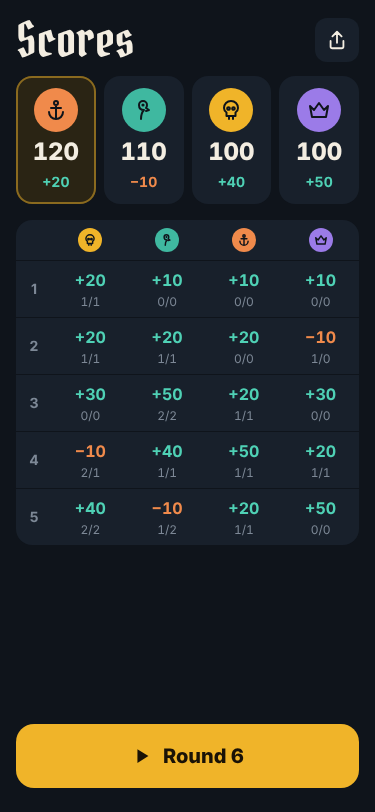 Scores
120 110 100 100
+20 −10 +40 +50
1 +20 +10 +10 +10
1/1 0/0 0/0 0/0
2 +20 +20 +20 −10
1/1 1/1 0/0 1/0
3 +30 +50 +20 +30
0/0 2/2 1/1 0/0
4 −10 +40 +50 +20
2/1 1/1 1/1 1/1
5 +40 −10 +20 +50
2/2 1/2 1/1 0/0
Round 6